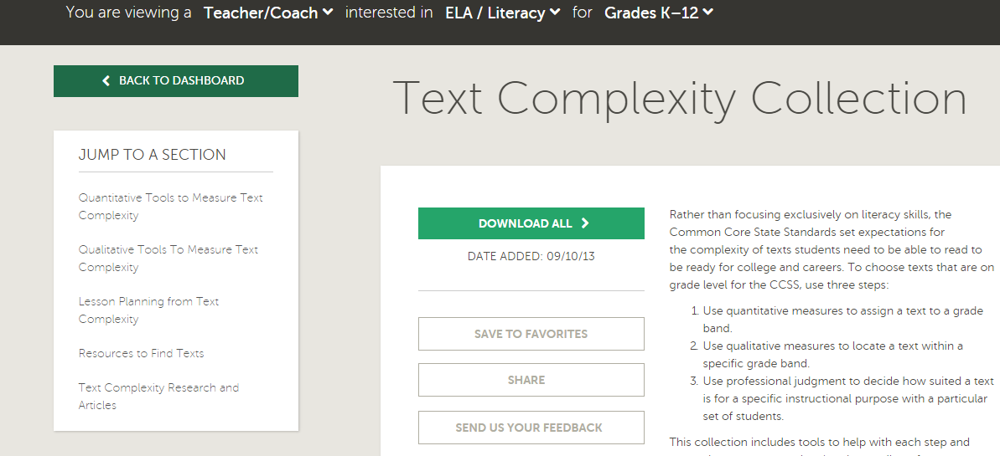 You are viewing a Teacher/Coach interested in ELA / Literacy for Grades K–12
BACK TO DASHBOARD
JUMP TO A SECTION
Quantitative Tools to Measure Text
Complexity
Qualitative Tools To Measure Text
Complexity
Lesson Planning from Text
Complexity
Resources to Find Texts
Text Complexity Research and
Articles
Text Complexity Collection
DOWNLOAD ALL
DATE ADDED: 09/10/13
SAVE TO FAVORITES
SHARE
SEND US YOUR FEEDBACK
Rather than focusing exclusively on literacy skills, the
Common Core State Standards set expectations for
the complexity of texts students need to be able to read to
be ready for college and careers. To choose texts that are on
grade level for the CCSS, use three steps:
1. Use quantitative measures to assign a text to a grade
band.
2. Use qualitative measures to locate a text within a
specific grade band.
3. Use professional judgment to decide how suited a text
is for a specific instructional purpose with a particular
set of students.
This collection includes tools to help with each step and